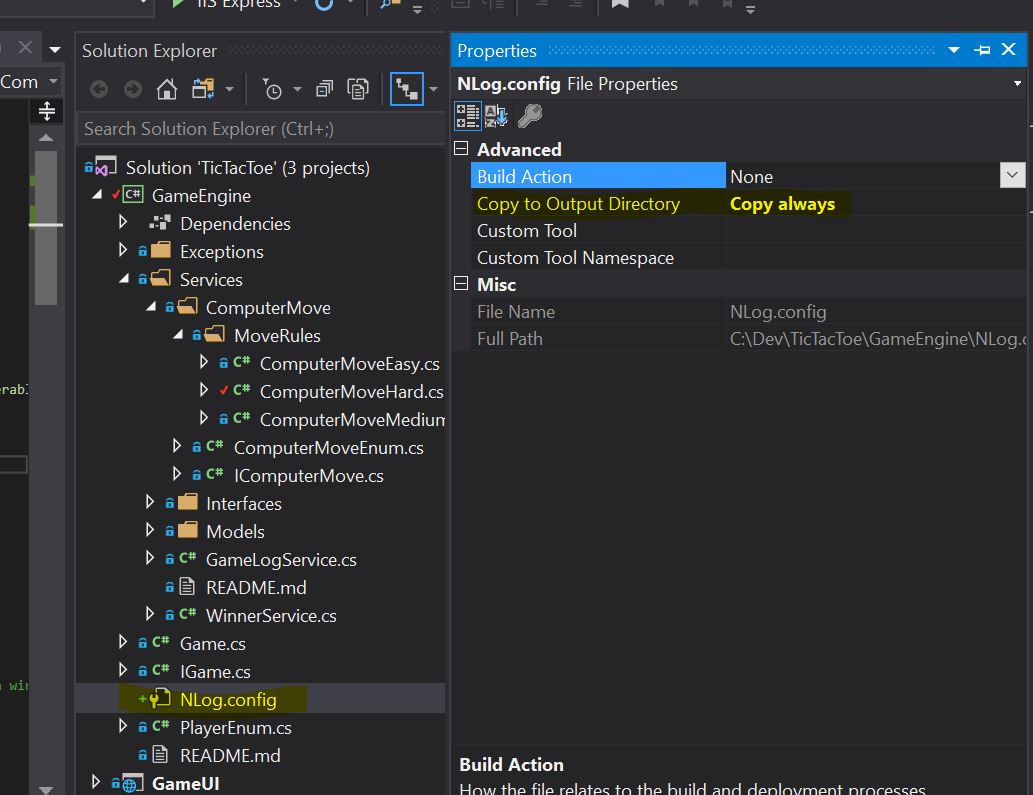 IIS Express
Com
erabl
n win
Solution Explorer
Search Solution Explorer (Ctrl+;)
Solution 'TicTacToe' (3 projects)
C# GameEngine
Dependencies
Exceptions
Services
ComputerMove
MoveRules
C# ComputerMoveEasy.cs
C# ComputerMoveHard.cs
C# ComputerMoveMedium
C# ComputerMoveEnum.cs
C# IComputerMove.cs
Interfaces
Models
C# GameLogService.cs
README.md
C# WinnerService.cs
C# Game.cs
C# IGame.cs
NLog.config
C# PlayerEnum.cs
README.md
GameUI
Properties
NLog.config File Properties
Advanced
Build Action None
Copy to Output Directory Copy always
Custom Tool
Custom Tool Namespace
Misc
File Name NLog.config
Full Path C:\Dev\TicTacToe\GameEngine\NLog.c
Build Action
How the file relates to the build and deployment processes.